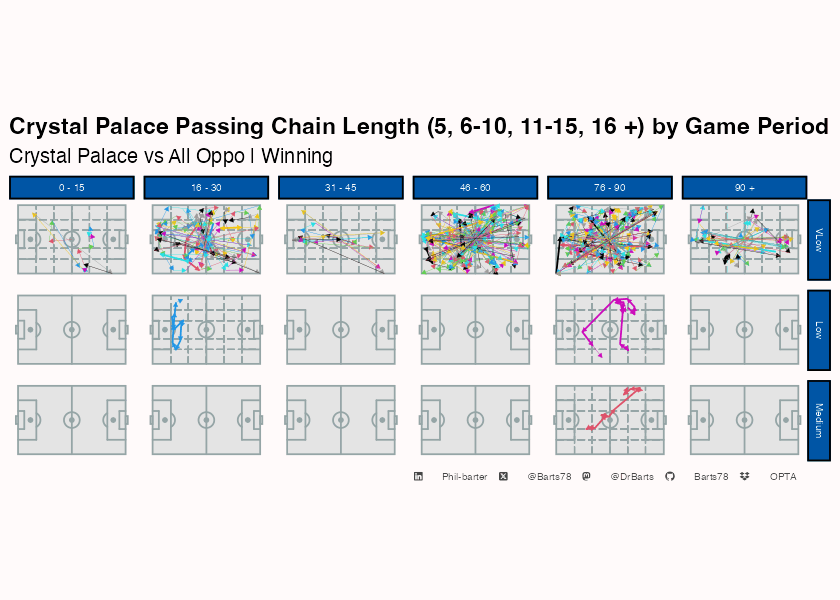 Crystal Palace Passing Chain Length (5, 6-10, 11-15, 16 +) by Game Period
Crystal Palace vs All Oppo | Winning
0 - 15
16 - 30
31 - 45
46 - 60
76 - 90
90 +
VLow
Low
Medium
Phil-barter @Barts78 @DrBarts Barts78 OPTA